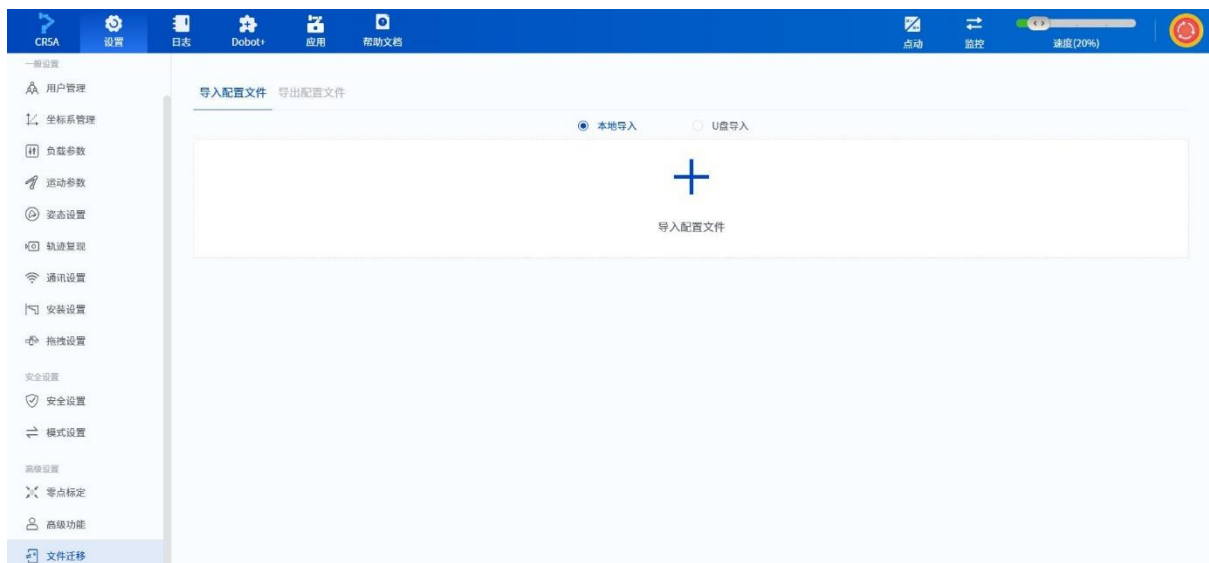 CR5A 设置 日志 Dobot+ 应用 帮助文档 点动 监控 速度(20%)
一般设置
用户管理
导入配置文件 导出配置文件
坐标系管理
本地导入 U盘导入
负载参数
运动参数
姿态设置
导入配置文件
轨迹复现
通讯设置
安装设置
拖拽设置
安全设置
安全设置
模式设置
高级设置
零点标定
高级功能
文件迁移